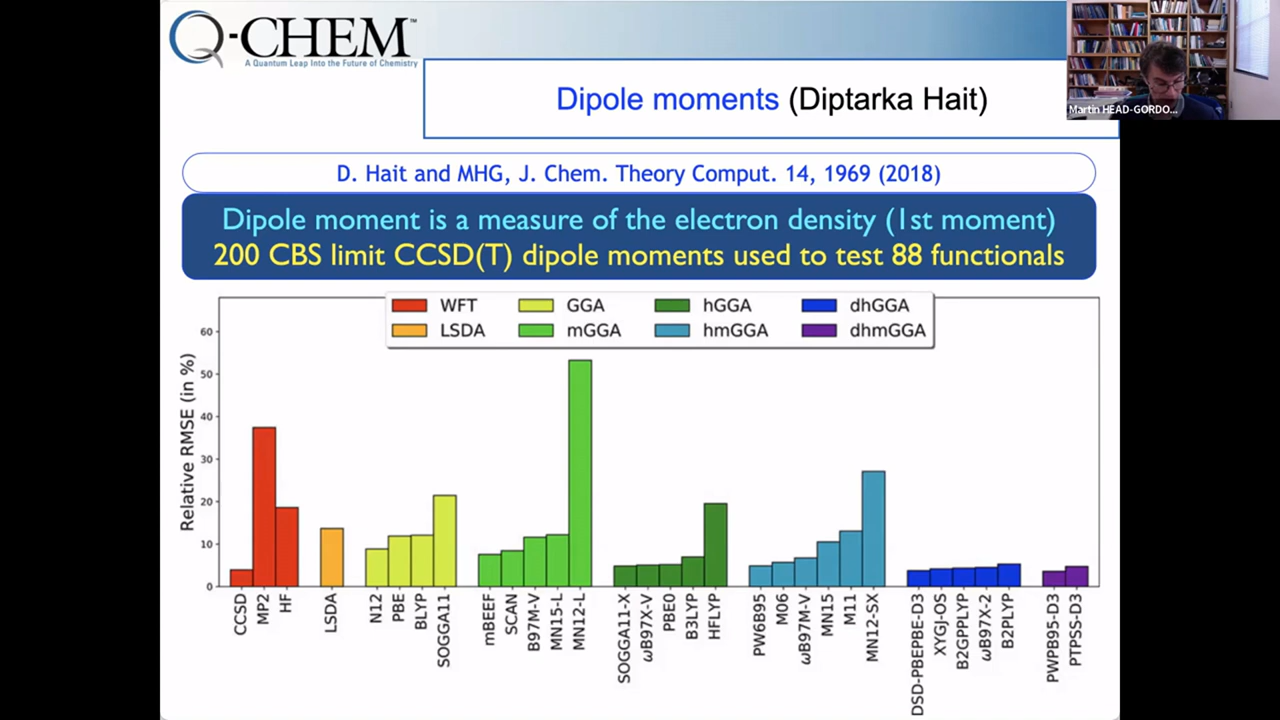 Q-CHEM™
A Quantum Leap Into the Future of Chemistry
Martin HEAD-GORDO...
Dipole moments (Diptarka Hait)
D. Hait and MHG, J. Chem. Theory Comput. 14, 1969 (2018)
Dipole moment is a measure of the electron density (1st moment)
200 CBS limit CCSD(T) dipole moments used to test 88 functionals
WFT GGA hGGA dhGGA
LSDA mGGA hmGGA dhmGGA
Relative RMSE (in %)
60
50
40
30
20
10
0
CCSD
MP2
HF
LSDA
N12
PBE
BLYP
SOGGA11
mBEEF
SCAN
B97M-V
MN15-L
MN12-L
SOGGA11-X
ωB97X-V
PBE0
B3LYP
HFLYP
PW6B95
M06
ωB97M-V
MN15
M11
MN12-SX
DSD-PBEPBE-D3
XYGJ-OS
B2GPPLYP
ωB97X-2
B2PLYP
PWPB95-D3
PTPSS-D3